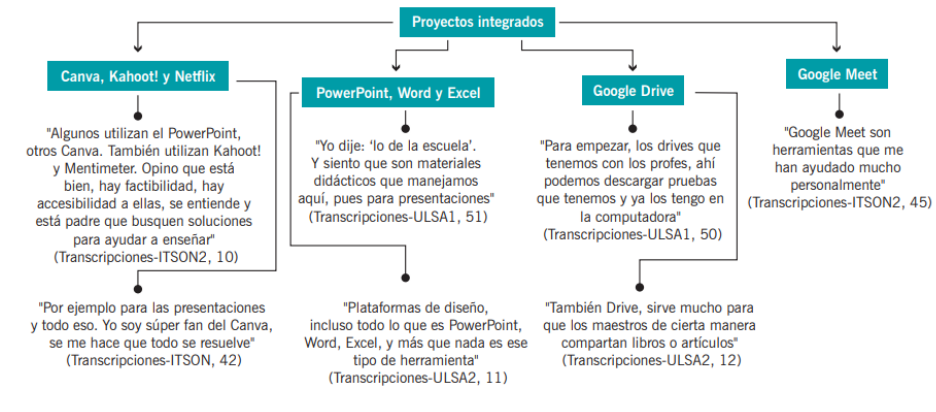 Proyectos integrados
Canva, Kahoot! y Netflix
"Algunos utilizan el PowerPoint,
otros Canva. También utilizan Kahoot!
y Mentimeter. Opino que está
bien, hay factibilidad, hay
accesibilidad a ellas, se entiende y
está padre que busquen soluciones
para ayudar a enseñar"
(Transcripciones-ITSON2, 10)
"Por ejemplo para las presentaciones
y todo eso. Yo soy súper fan del Canva,
se me hace que todo se resuelve"
(Transcripciones-ITSON, 42)
PowerPoint, Word y Excel
"Yo dije: ‘lo de la escuela’.
Y siento que son materiales
didácticos que manejamos
aquí, pues para presentaciones"
(Transcripciones-ULSA1, 51)
"Plataformas de diseño,
incluso todo lo que es PowerPoint,
Word, Excel, y más que nada es ese
tipo de herramienta"
(Transcripciones-ULSA2, 11)
Google Drive
"Para empezar, los drives que
tenemos con los profes, ahí
podemos descargar pruebas
que tenemos y ya los tengo en
la computadora"
(Transcripciones-ULSA1, 50)
"También Drive, sirve mucho para
que los maestros de cierta manera
compartan libros o artículos"
(Transcripciones-ULSA2, 12)
Google Meet
"Google Meet son
herramientas que me
han ayudado mucho
personalmente"
(Transcripciones-ITSON2, 45)